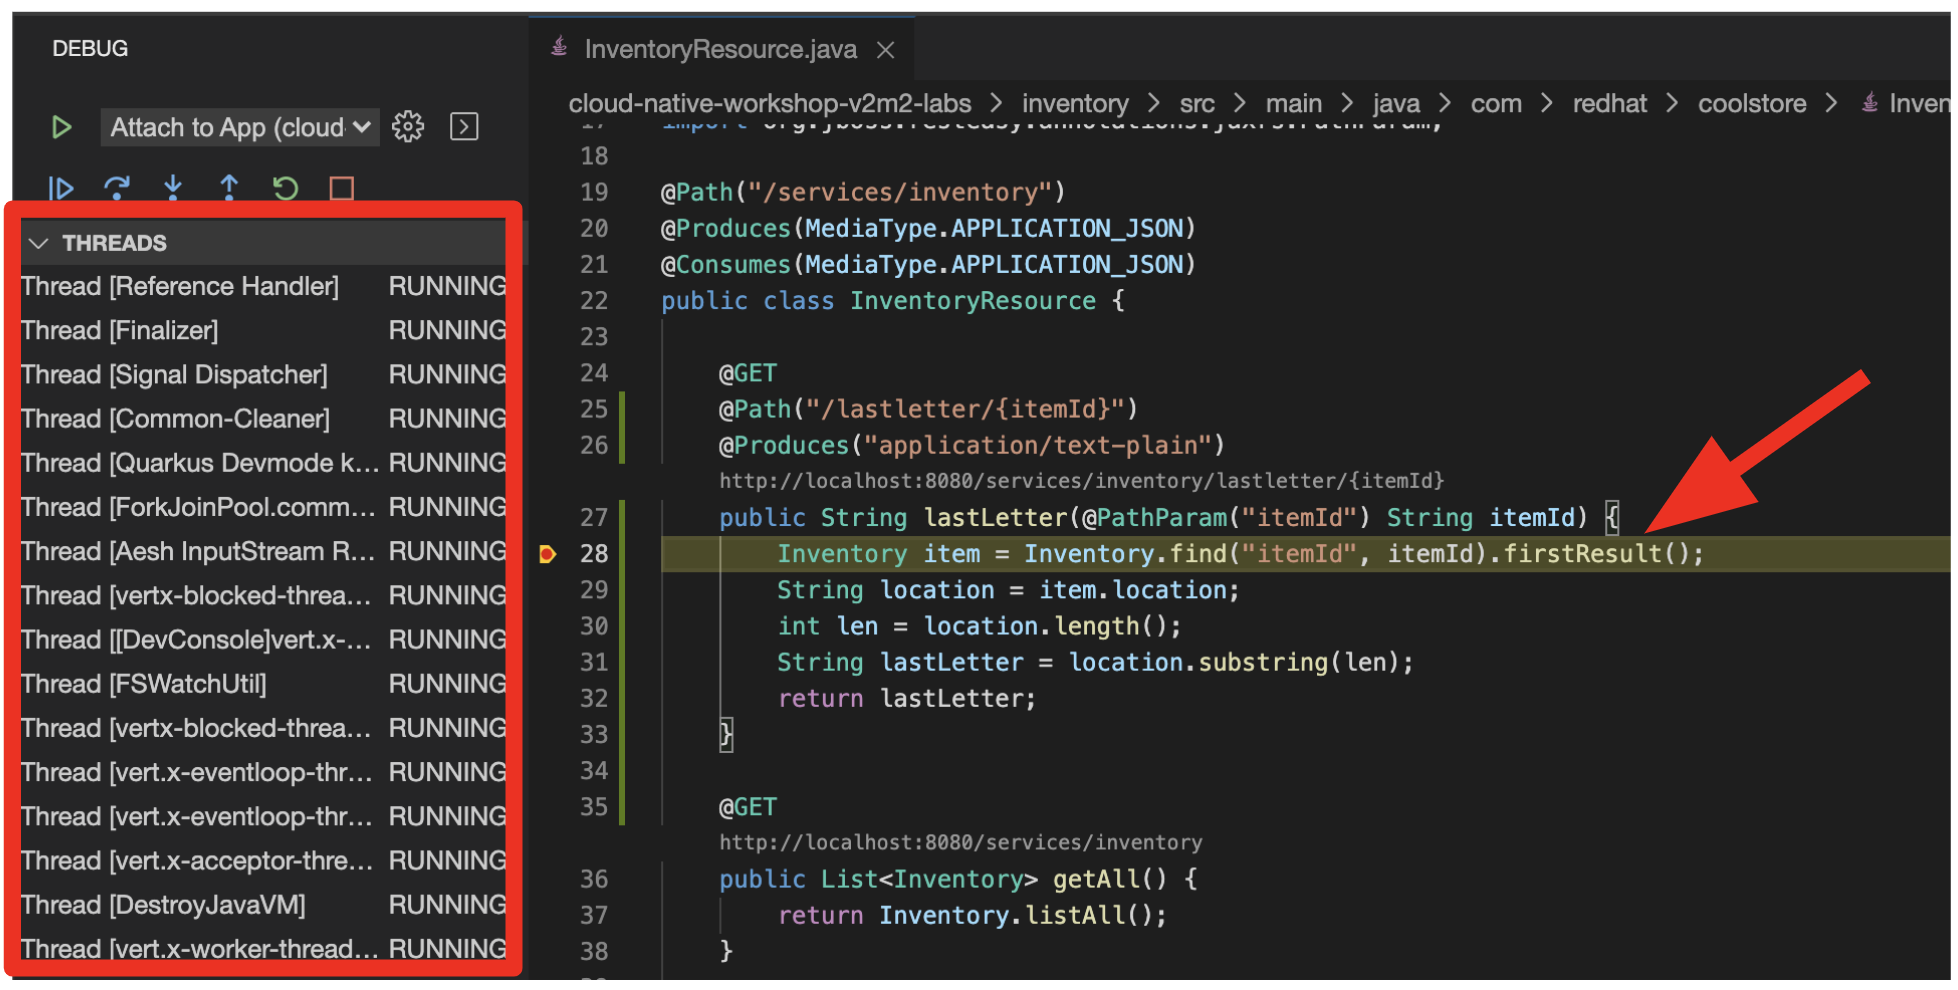 DEBUG
Attach to App (cloud
THREADS
Thread [Reference Handler] RUNNING
Thread [Finalizer] RUNNING
Thread [Signal Dispatcher] RUNNING
Thread [Common-Cleaner] RUNNING
Thread [Quarkus Devmode k... RUNNING
Thread [ForkJoinPool.comm... RUNNING
Thread [Aesh InputStream R... RUNNING
Thread [vertx-blocked-threa... RUNNING
Thread [[DevConsole]vert.x-... RUNNING
Thread [FSWatchUtil] RUNNING
Thread [vertx-blocked-threa... RUNNING
Thread [vert.x-eventloop-thr... RUNNING
Thread [vert.x-eventloop-thr... RUNNING
Thread [vert.x-acceptor-thre... RUNNING
Thread [DestroyJavaVM] RUNNING
Thread [vert.x-worker-thread... RUNNING
InventoryResource.java
cloud-native-workshop-v2m2-labs > inventory > src > main > java > com > redhat > coolstore > Inven
17 import org.jboss.resteasy.annotations.jaxrs.PathParam;
18
19 @Path("/services/inventory")
20 @Produces(MediaType.APPLICATION_JSON)
21 @Consumes(MediaType.APPLICATION_JSON)
22 public class InventoryResource {
23
24 @GET
25 @Path("/lastletter/{itemId}")
26 @Produces("application/text-plain")
http://localhost:8080/services/inventory/lastletter/{itemId}
27 public String lastLetter(@PathParam("itemId") String itemId) {
28 Inventory item = Inventory.find("itemId", itemId).firstResult();
29 String location = item.location;
30 int len = location.length();
31 String lastLetter = location.substring(len);
32 return lastLetter;
33 }
34
35 @GET
http://localhost:8080/services/inventory
36 public List<Inventory> getAll() {
37 return Inventory.listAll();
38 }